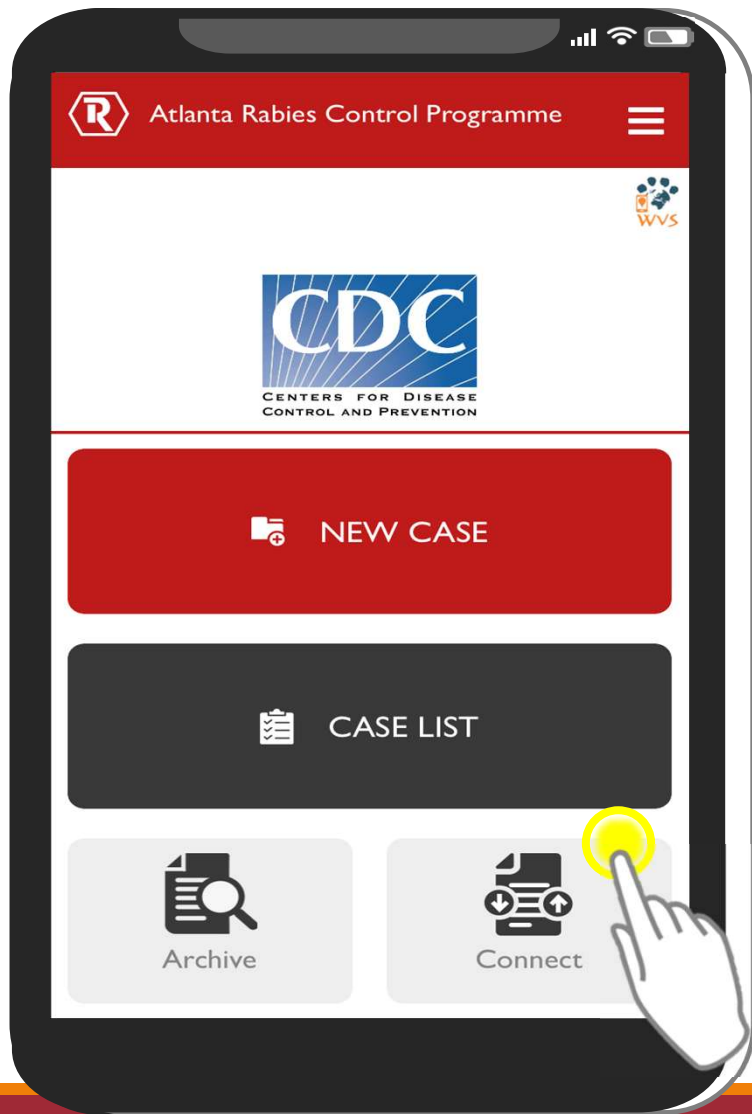 R Atlanta Rabies Control Programme
WVS
CDC
CENTERS FOR DISEASE
CONTROL AND PREVENTION
NEW CASE
CASE LIST
Archive
Connect